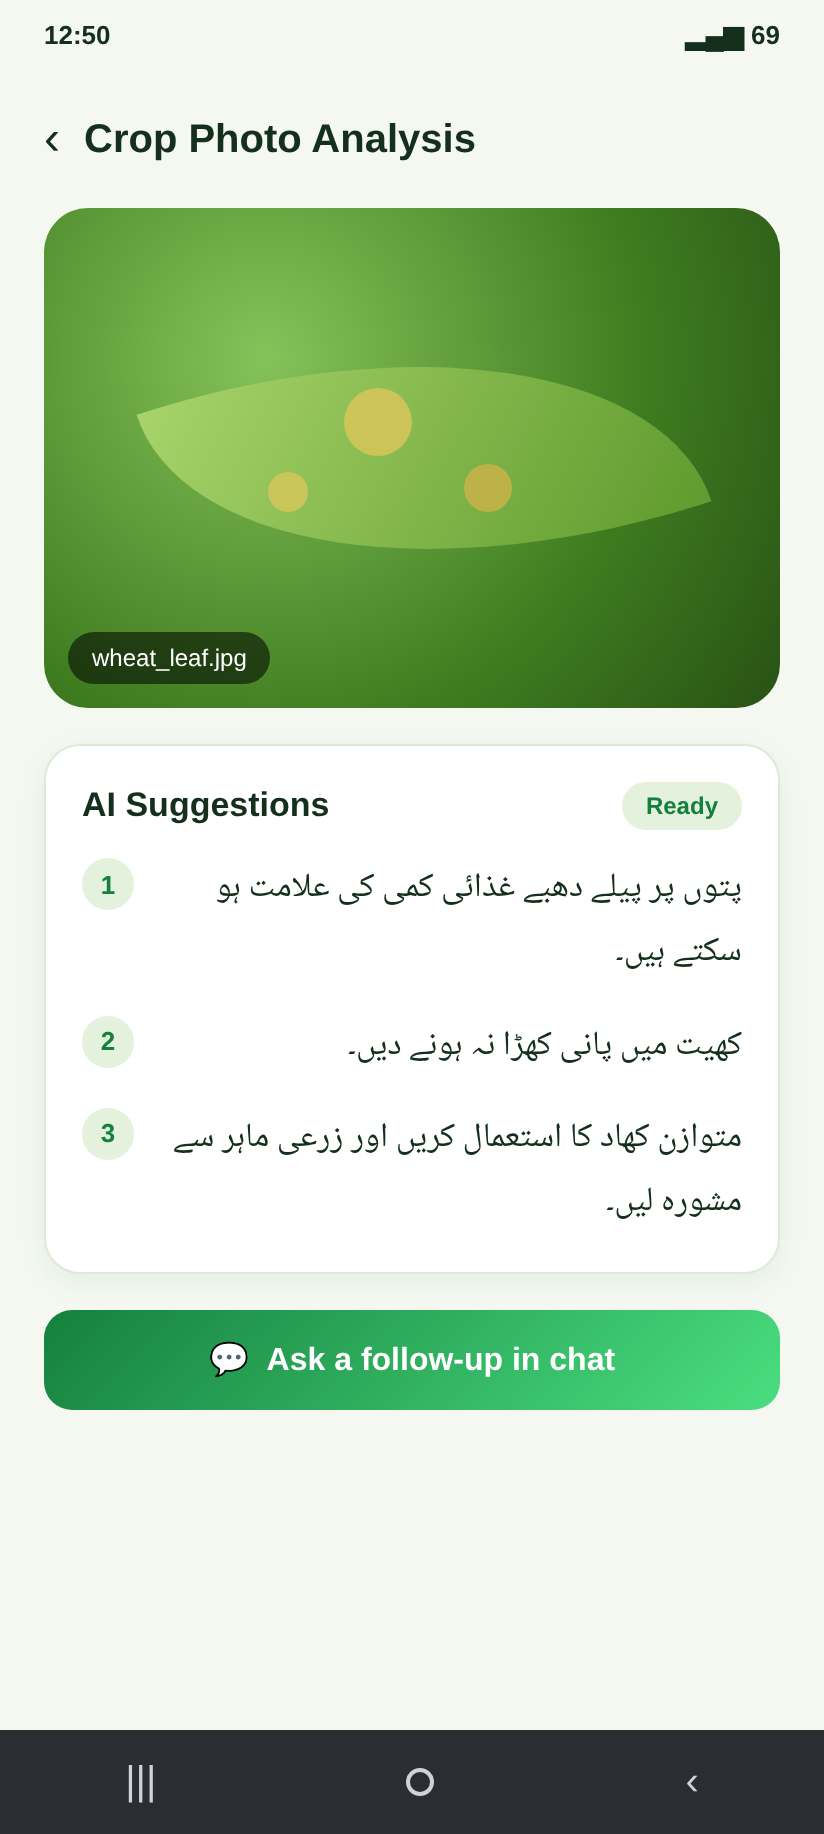 12:50
69
‹ Crop Photo Analysis
wheat_leaf.jpg
AI Suggestions
Ready
1
پتوں پر پیلے دھبے غذائی کمی کی علامت ہو
سکتے ہیں۔
2
کھیت میں پانی کھڑا نہ ہونے دیں۔
3
متوازن کھاد کا استعمال کریں اور زرعی ماہر سے
مشورہ لیں۔
Ask a follow-up in chat